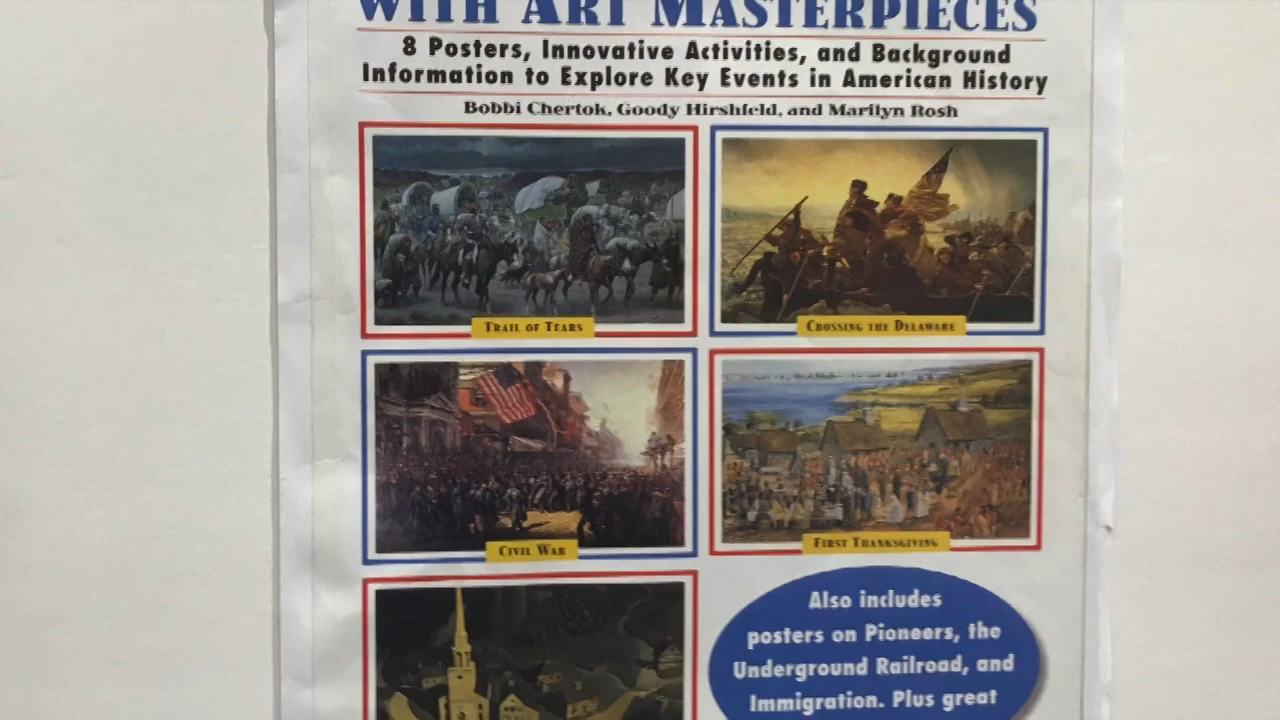 WITH ART MASTERPIECES
8 Posters, Innovative Activities, and Background
Information to Explore Key Events in American History
Bobbi Chertok, Goody Hirshfeld, and Marilyn Rosh
TRAIL OF TEARS
CROSSING THE DELAWARE
CIVIL WAR
FIRST THANKSGIVING
Also includes
posters on Pioneers, the
Underground Railroad, and
Immigration. Plus great